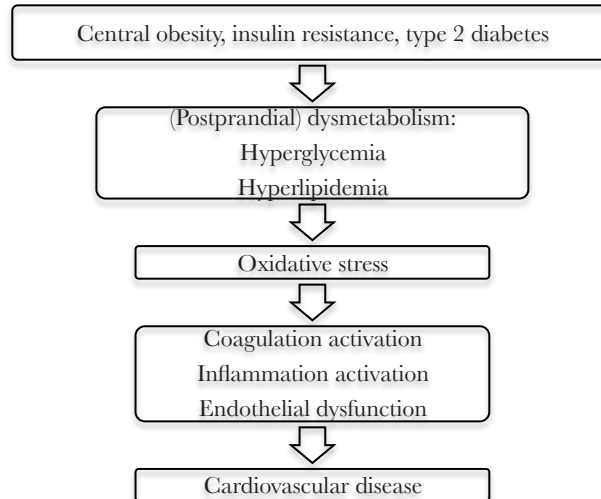 Central obesity, insulin resistance, type 2 diabetes
(Postprandial) dysmetabolism:
Hyperglycemia
Hyperlipidemia
Oxidative stress
Coagulation activation
Inflammation activation
Endothelial dysfunction
Cardiovascular disease